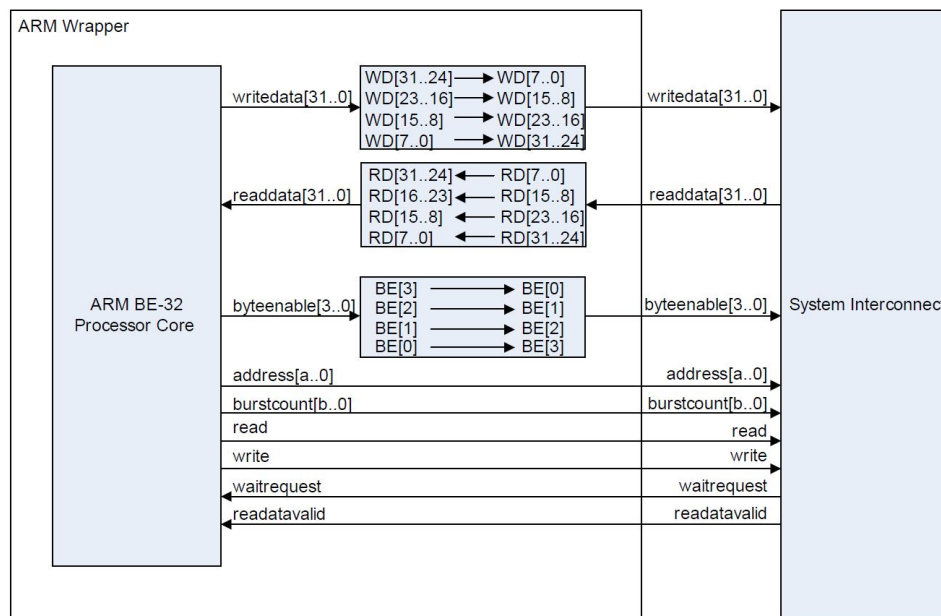 ARM Wrapper
WD[31..24] WD[7..0]
writedata[31..0] WD[23..16] WD[15..8] writedata[31..0]
WD[15..8] WD[23..16]
WD[7..0] WD[31..24]
RD[31..24] RD[7..0]
readdata[31..0] RD[16..23] RD[15..8] readdata[31..0]
RD[15..8] RD[23..16]
RD[7..0] RD[31..24]
ARM BE-32
Processor Core
BE[3] BE[0]
byteenable[3..0] BE[2] BE[1] byteenable[3..0]
BE[1] BE[2]
BE[0] BE[3]
System Interconnec
address[a..0] address[a..0]
burstcount[b..0] burstcount[b..0]
read read
write write
waitrequest waitrequest
readatavalid readatavalid